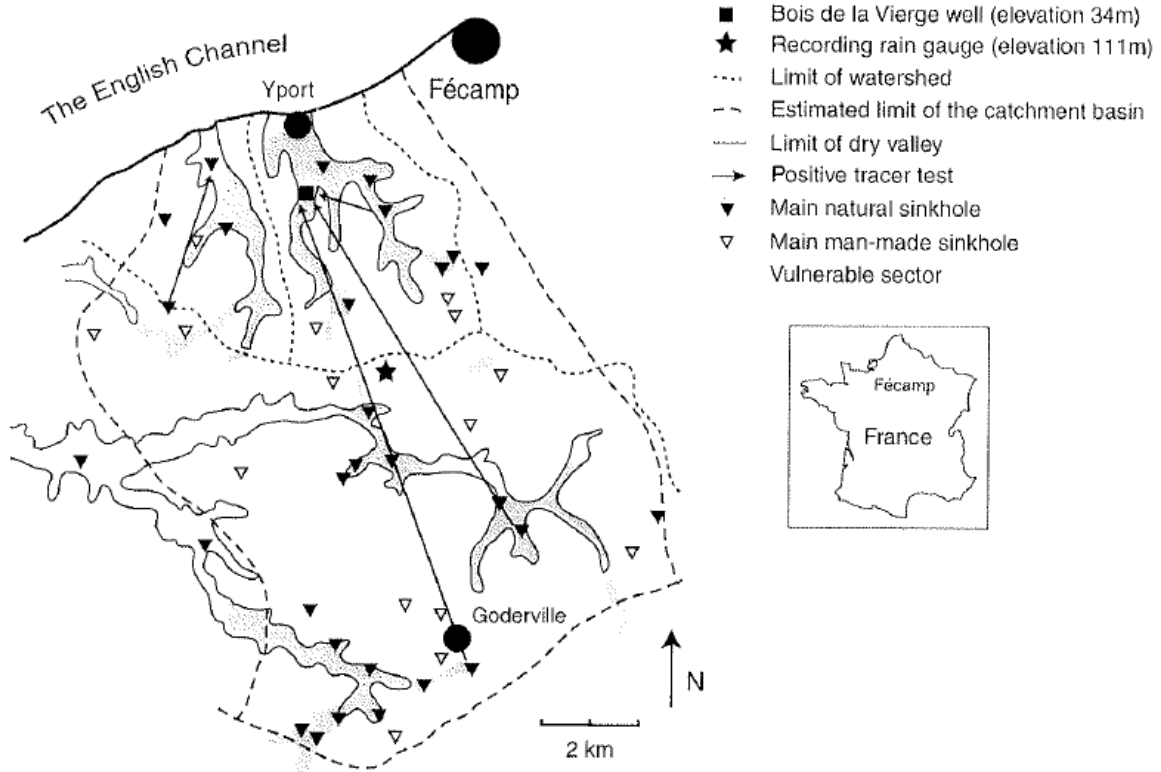 The English Channel
Yport
Fécamp
Goderville
N
2 km
Bois de la Vierge well (elevation 34m)
Recording rain gauge (elevation 111m)
Limit of watershed
Estimated limit of the catchment basin
Limit of dry valley
Positive tracer test
Main natural sinkhole
Main man-made sinkhole
Vulnerable sector
Fécamp
France